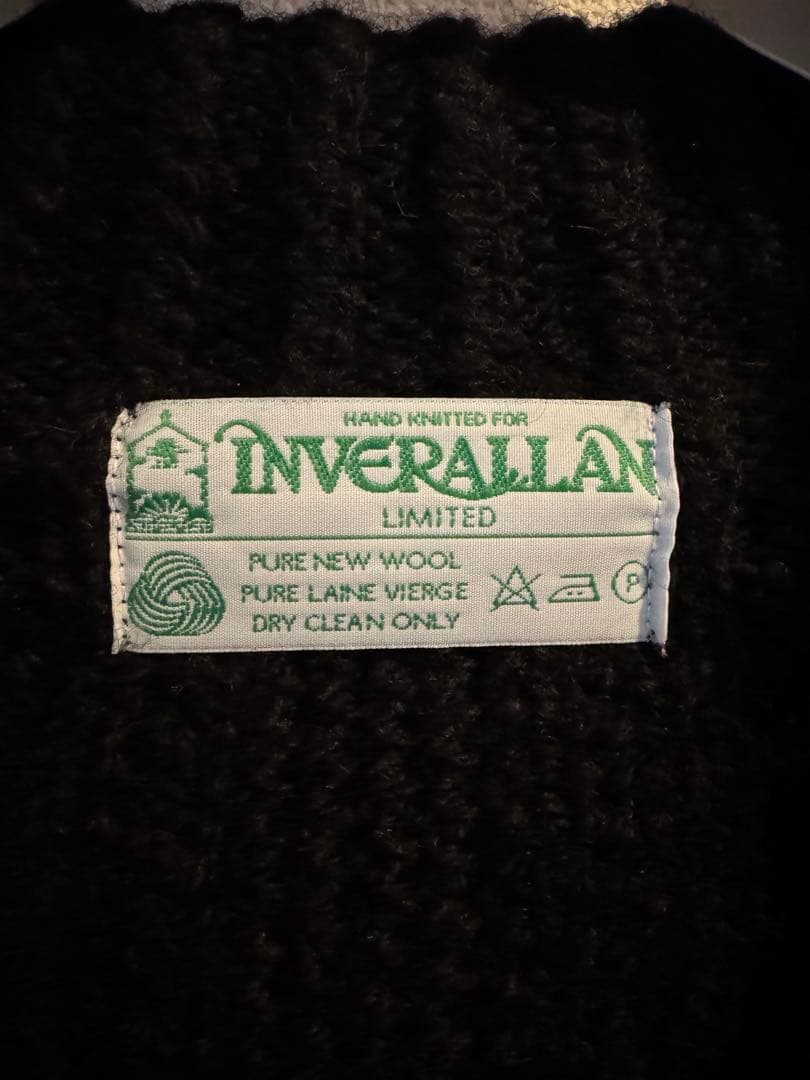 HAND KNITTED FOR
INVERALLAN
LIMITED
PURE NEW WOOL
PURE LAINE VIERGE
DRY CLEAN ONLY
P